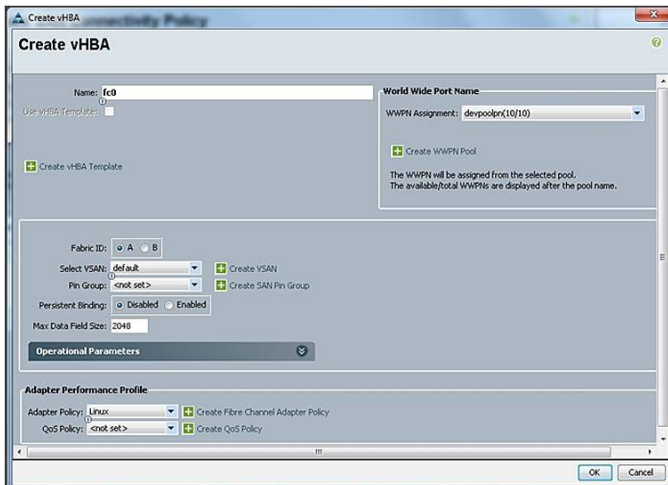 Create vHBA
Connectivity Policy
Create vHBA
Name: fc0
Use vHBA Template:
Create vHBA Template
World Wide Port Name
WWPN Assignment: devpoolpn(10/10)
Create WWPN Pool
The WWPN will be assigned from the selected pool.
The available/total WWPNs are displayed after the pool name.
Fabric ID: A B
Select VSAN: default Create VSAN
Pin Group: <not set> Create SAN Pin Group
Persistent Binding: Disabled Enabled
Max Data Field Size: 2048
Operational Parameters
Adapter Performance Profile
Adapter Policy: Linux Create Fibre Channel Adapter Policy
QoS Policy: <not set> Create QoS Policy
OK Cancel